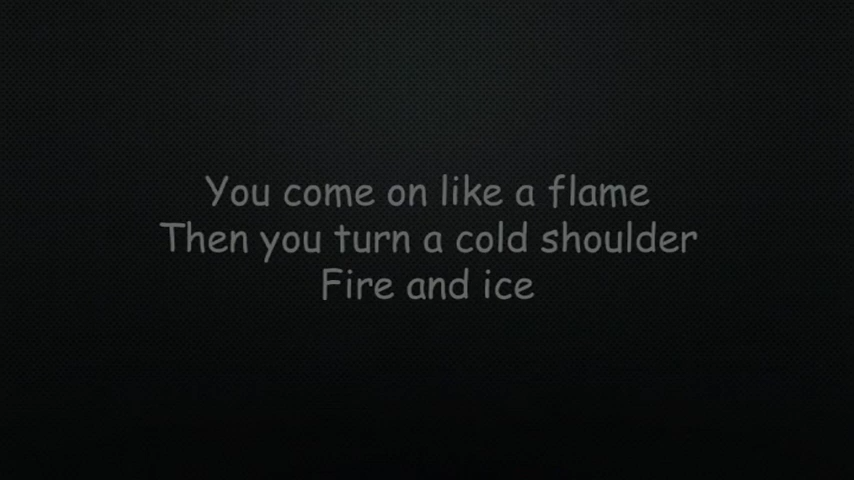 You come on like a flame
Then you turn a cold shoulder
Fire and ice